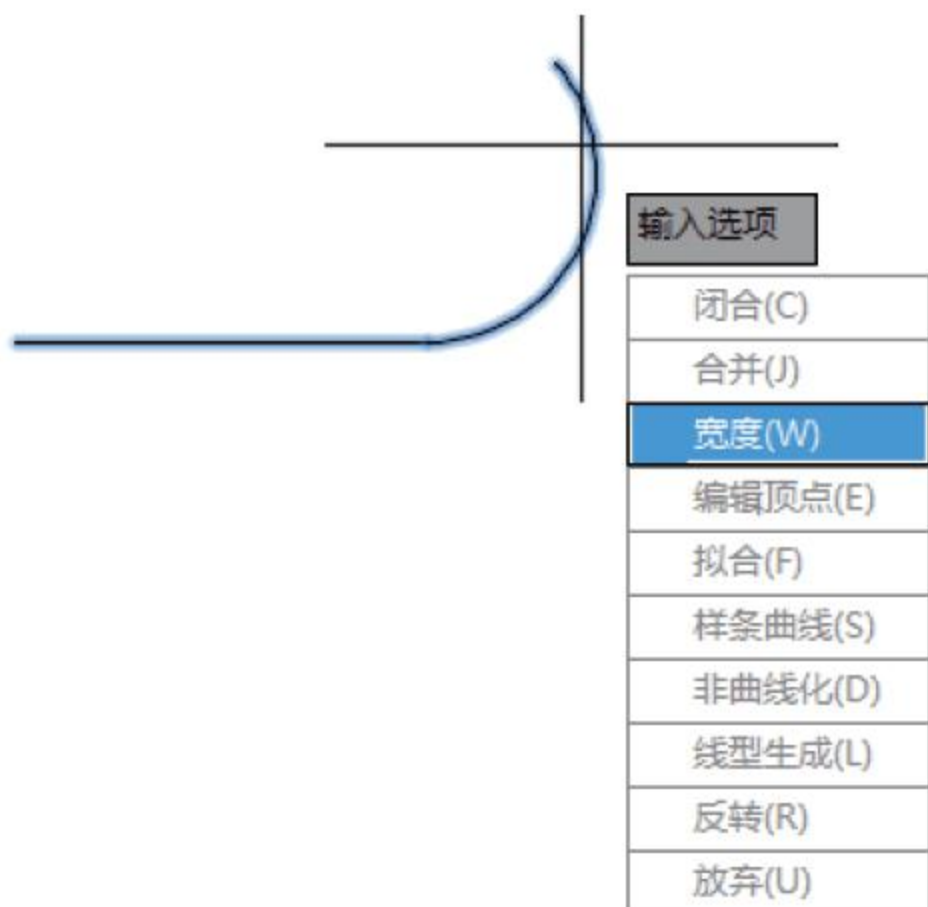 输入选项
闭合(C)
合并(J)
宽度(W)
编辑顶点(E)
拟合(F)
样条曲线(S)
非曲线化(D)
线型生成(L)
反转(R)
放弃(U)